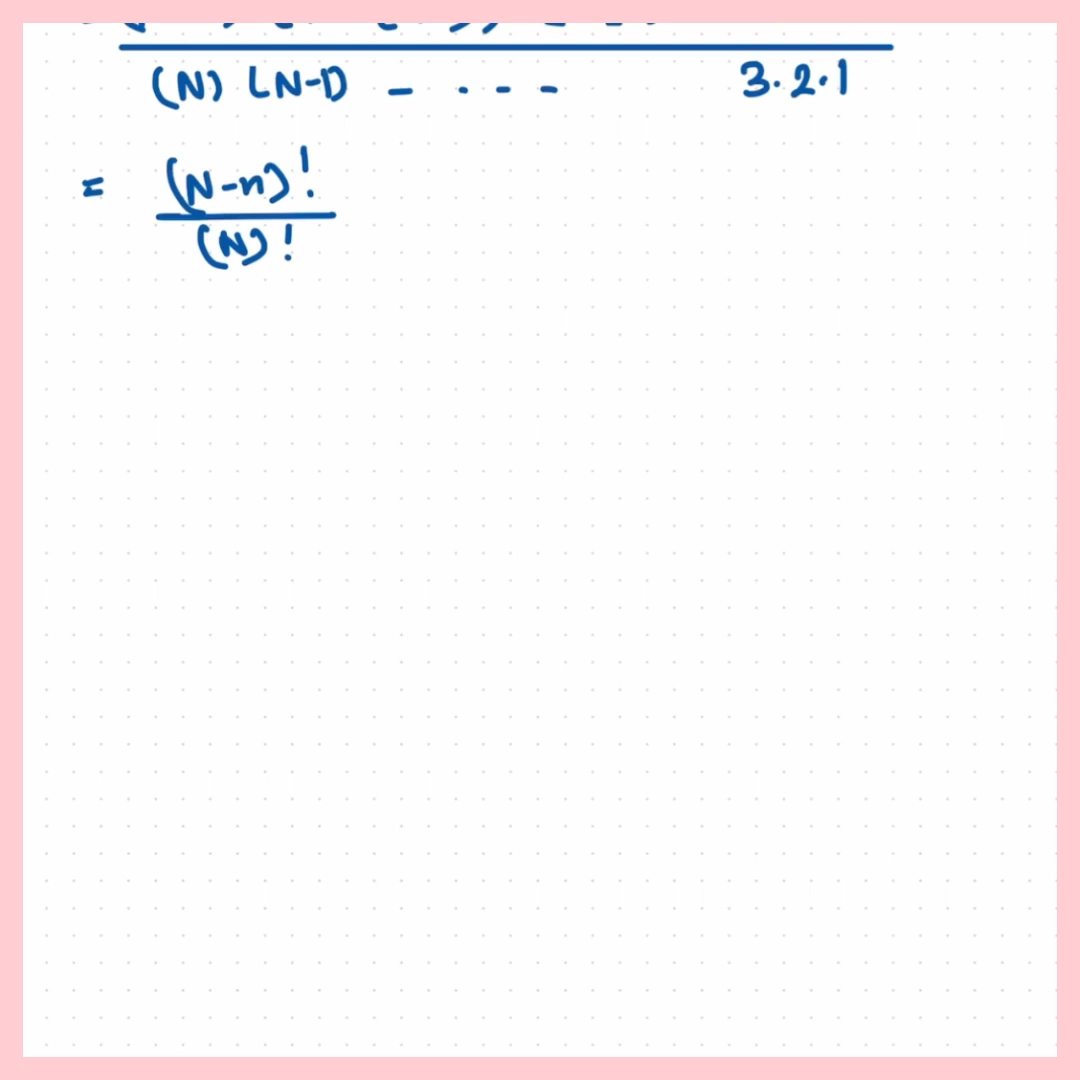 (N) (N-1) - . - - 3.2.1
= (N-n)!
(N)!